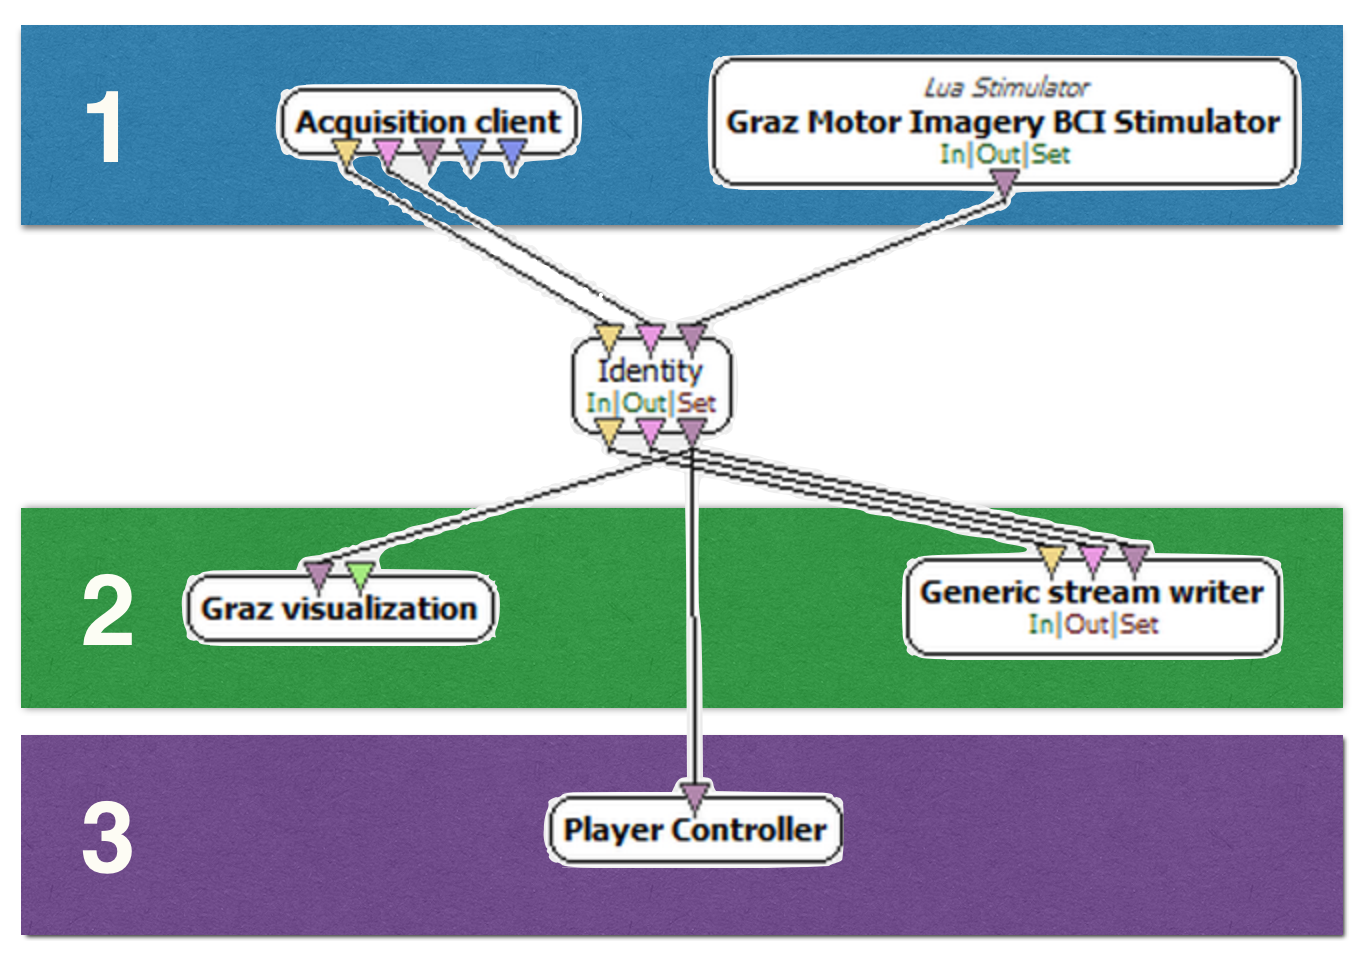 1
Acquisition client
Lua Stimulator
Graz Motor Imagery BCI Stimulator
In|Out|Set
Identity
In|Out|Set
2
Graz visualization
Generic stream writer
In|Out|Set
3
Player Controller